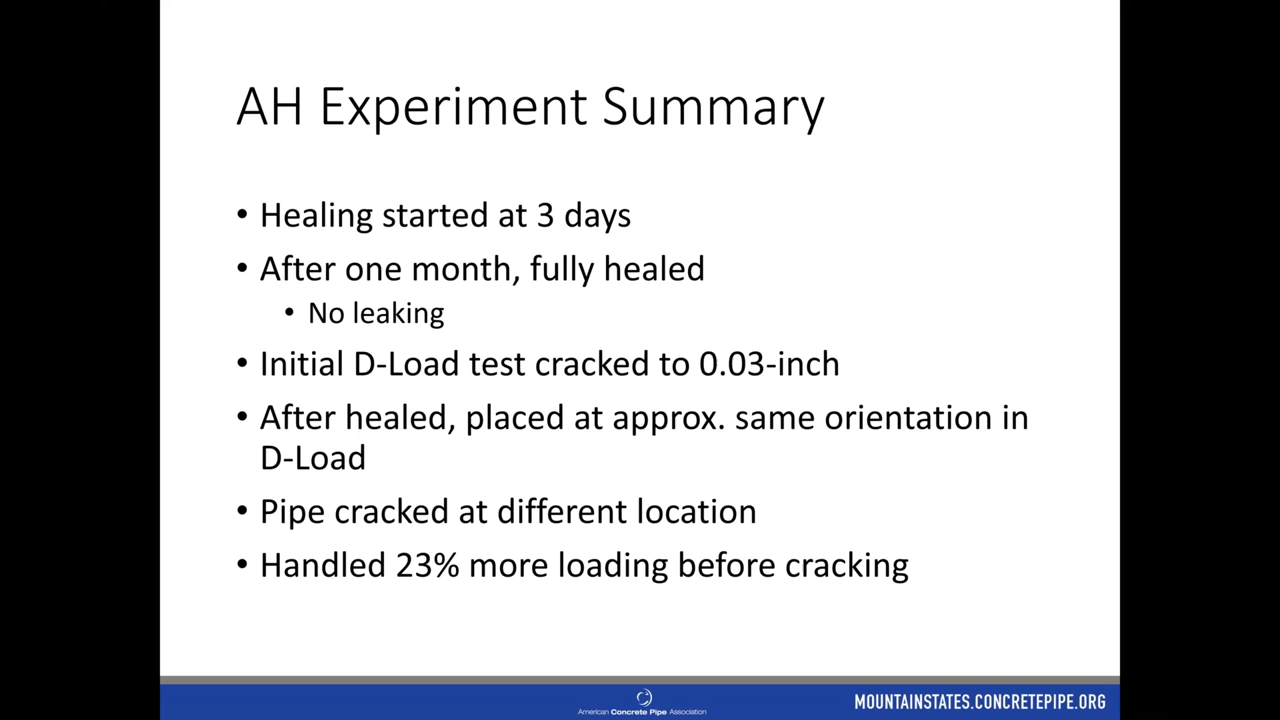 AH Experiment Summary
• Healing started at 3 days
• After one month, fully healed
• No leaking
• Initial D-Load test cracked to 0.03-inch
• After healed, placed at approx. same orientation in
D-Load
• Pipe cracked at different location
• Handled 23% more loading before cracking
American Concrete Pipe Association
MOUNTAINSTATES.CONCRETEPIPE.ORG